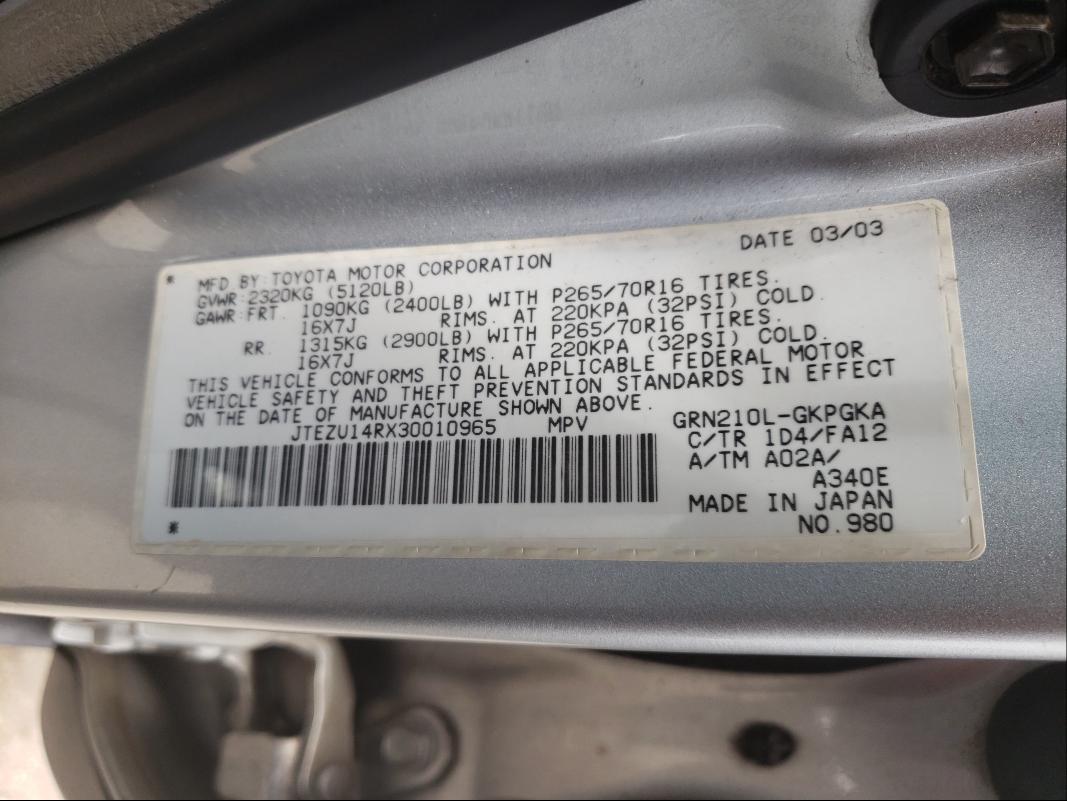 DATE 03/03
* MFD BY:TOYOTA MOTOR CORPORATION
GVWR:2320KG (5120LB)
GAWR:FRT. 1090KG (2400LB) WITH P265/70R16 TIRES.
16X7J RIMS. AT 220KPA (32PSI) COLD.
RR. 1315KG (2900LB) WITH P265/70R16 TIRES.
16X7J RIMS. AT 220KPA (32PSI) COLD.
THIS VEHICLE CONFORMS TO ALL APPLICABLE FEDERAL MOTOR
VEHICLE SAFETY AND THEFT PREVENTION STANDARDS IN EFFECT
ON THE DATE OF MANUFACTURE SHOWN ABOVE.
JTEZU14RX30010965 MPV GRN210L-GKPGKA
C/TR 1D4/FA12
A/TM A02A/
A340E
MADE IN JAPAN
* NO.980